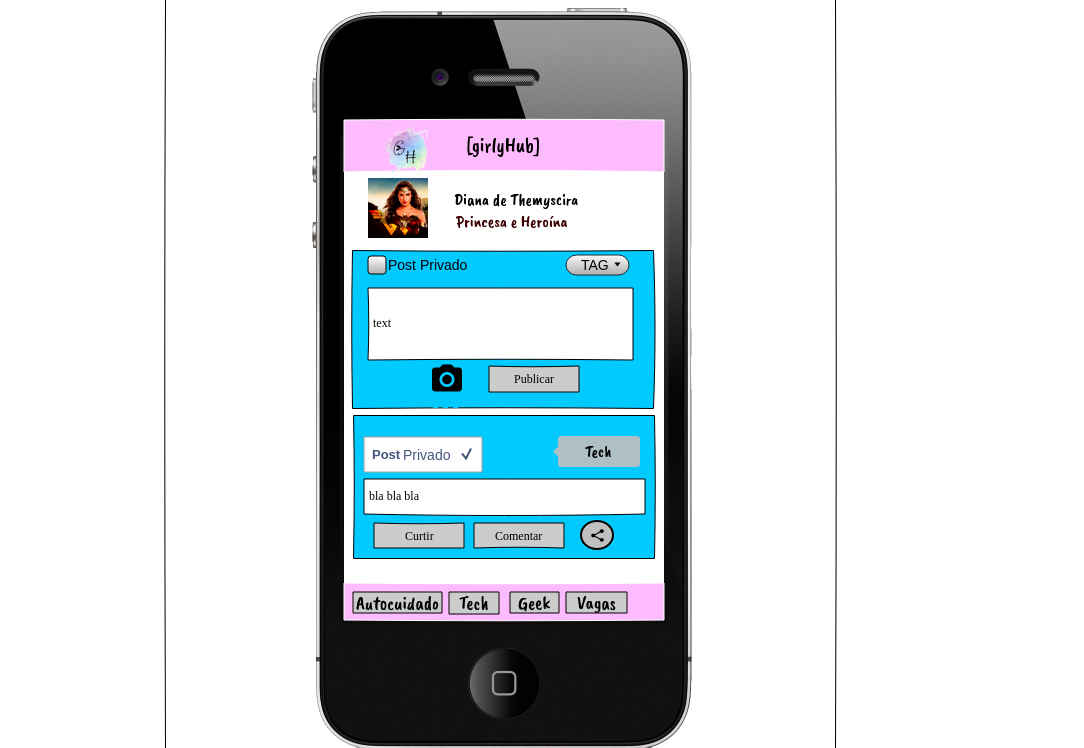 GH
[girlyHub]
Diana de Themyscira
Princesa e Heroína
Post Privado
TAG
text
Publicar
Post Privado
Tech
bla bla bla
Curtir
Comentar
Autocuidado
Tech
Geek
Vagas